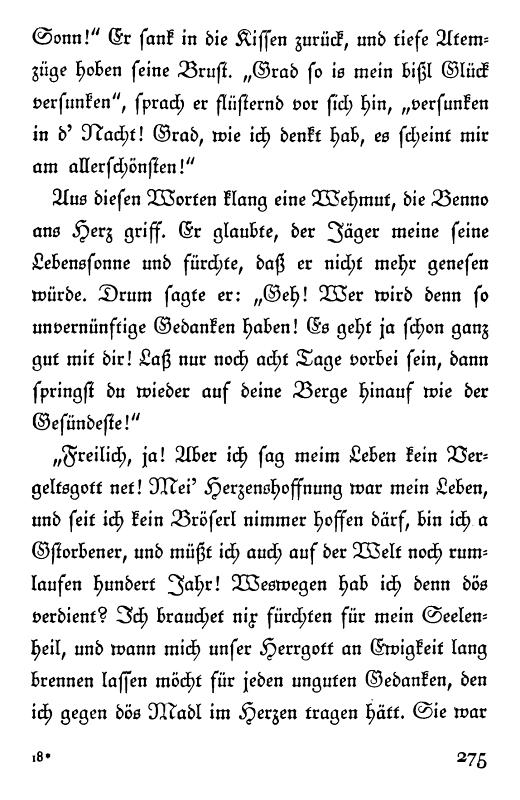 Sonn!“ Er sank in die Kissen zurück, und tiefe Atem=
züge hoben seine Brust. „Grad so is mein bißl Glück
versunken“, sprach er flüsternd vor sich hin, „versunken
in d’ Nacht! Grad, wie ich denkt hab, es scheint mir
am allerschönsten!“
Aus diesen Worten klang eine Wehmut, die Benno
ans Herz griff. Er glaubte, der Jäger meine seine
Lebenssonne und fürchte, daß er nicht mehr genesen
würde. Drum sagte er: „Geh! Wer wird denn so
unvernünftige Gedanken haben! Es geht ja schon ganz
gut mit dir! Laß nur noch acht Tage vorbei sein, dann
springst du wieder auf deine Berge hinauf wie der
Gesündeste!“
„Freilich, ja! Aber ich sag meim Leben kein Ver=
geltsgott net! Mei’ Herzenshoffnung war mein Leben,
und seit ich kein Bröserl nimmer hoffen därf, bin ich a
Gstorbener, und müßt ich auch auf der Welt noch rum=
laufen hundert Jahr! Weswegen hab ich denn dös
verdient? Ich brauchet nix fürchten für mein Seelen=
heil, und wann mich unser Herrgott an Ewigkeit lang
brennen lassen möcht für jeden unguten Gedanken, den
ich gegen dös Madl im Herzen tragen hätt. Sie war
18* 275